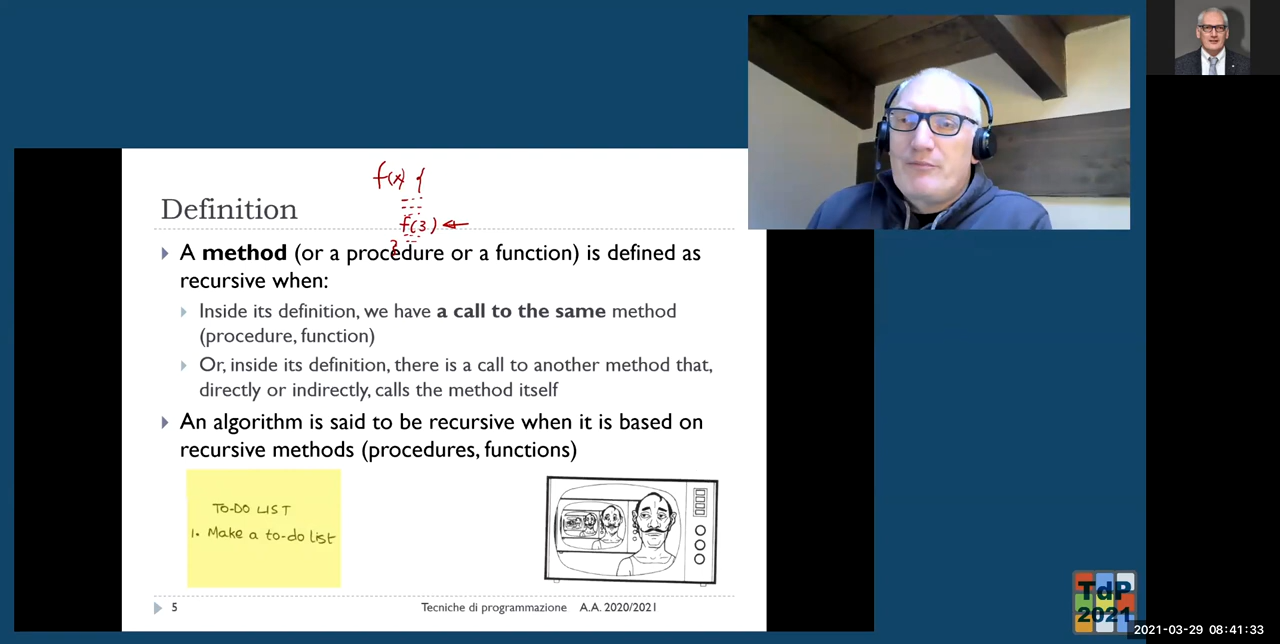 f(x) {
f(3)
}
Definition
A method (or a procedure or a function) is defined as
recursive when:
Inside its definition, we have a call to the same method
(procedure, function)
Or, inside its definition, there is a call to another method that,
directly or indirectly, calls the method itself
An algorithm is said to be recursive when it is based on
recursive methods (procedures, functions)
TO-DO LIST
1. Make a to-do list
5
Tecniche di programmazione A.A. 2020/2021
TdP
2021
2021-03-29 08:41:33